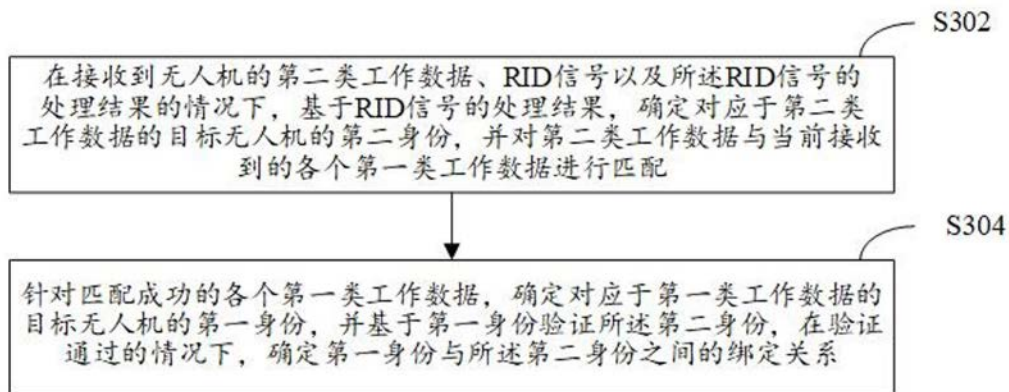 S302
在接收到无人机的第二类工作数据、RID信号以及所述RID信号的
处理结果的情况下，基于RID信号的处理结果，确定对应于第二类
工作数据的目标无人机的第二身份，并对第二类工作数据与当前接收
到的各个第一类工作数据进行匹配
S304
针对匹配成功的各个第一类工作数据，确定对应于第一类工作数据的
目标无人机的第一身份，并基于第一身份验证所述第二身份，在验证
通过的情况下，确定第一身份与所述第二身份之间的绑定关系